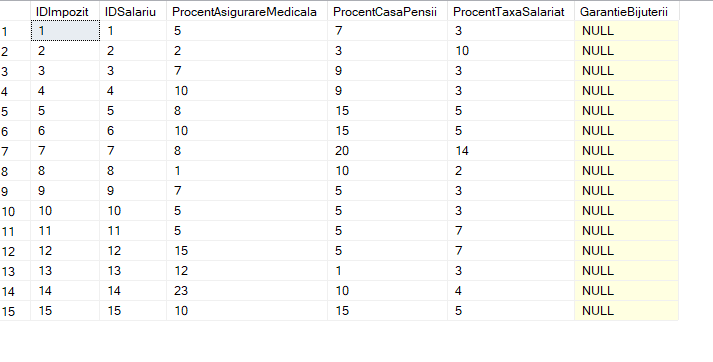 IDImpozit IDSalariu ProcentAsigurareMedicala ProcentCasaPensii ProcentTaxaSalariat GarantieBijuterii
1 1 1 5 7 3 NULL
2 2 2 2 3 10 NULL
3 3 3 7 9 3 NULL
4 4 4 10 9 3 NULL
5 5 5 8 15 5 NULL
6 6 6 10 15 5 NULL
7 7 7 8 20 14 NULL
8 8 8 1 10 2 NULL
9 9 9 7 5 3 NULL
10 10 10 5 5 3 NULL
11 11 11 5 5 7 NULL
12 12 12 15 5 7 NULL
13 13 13 12 1 3 NULL
14 14 14 23 10 4 NULL
15 15 15 10 15 5 NULL